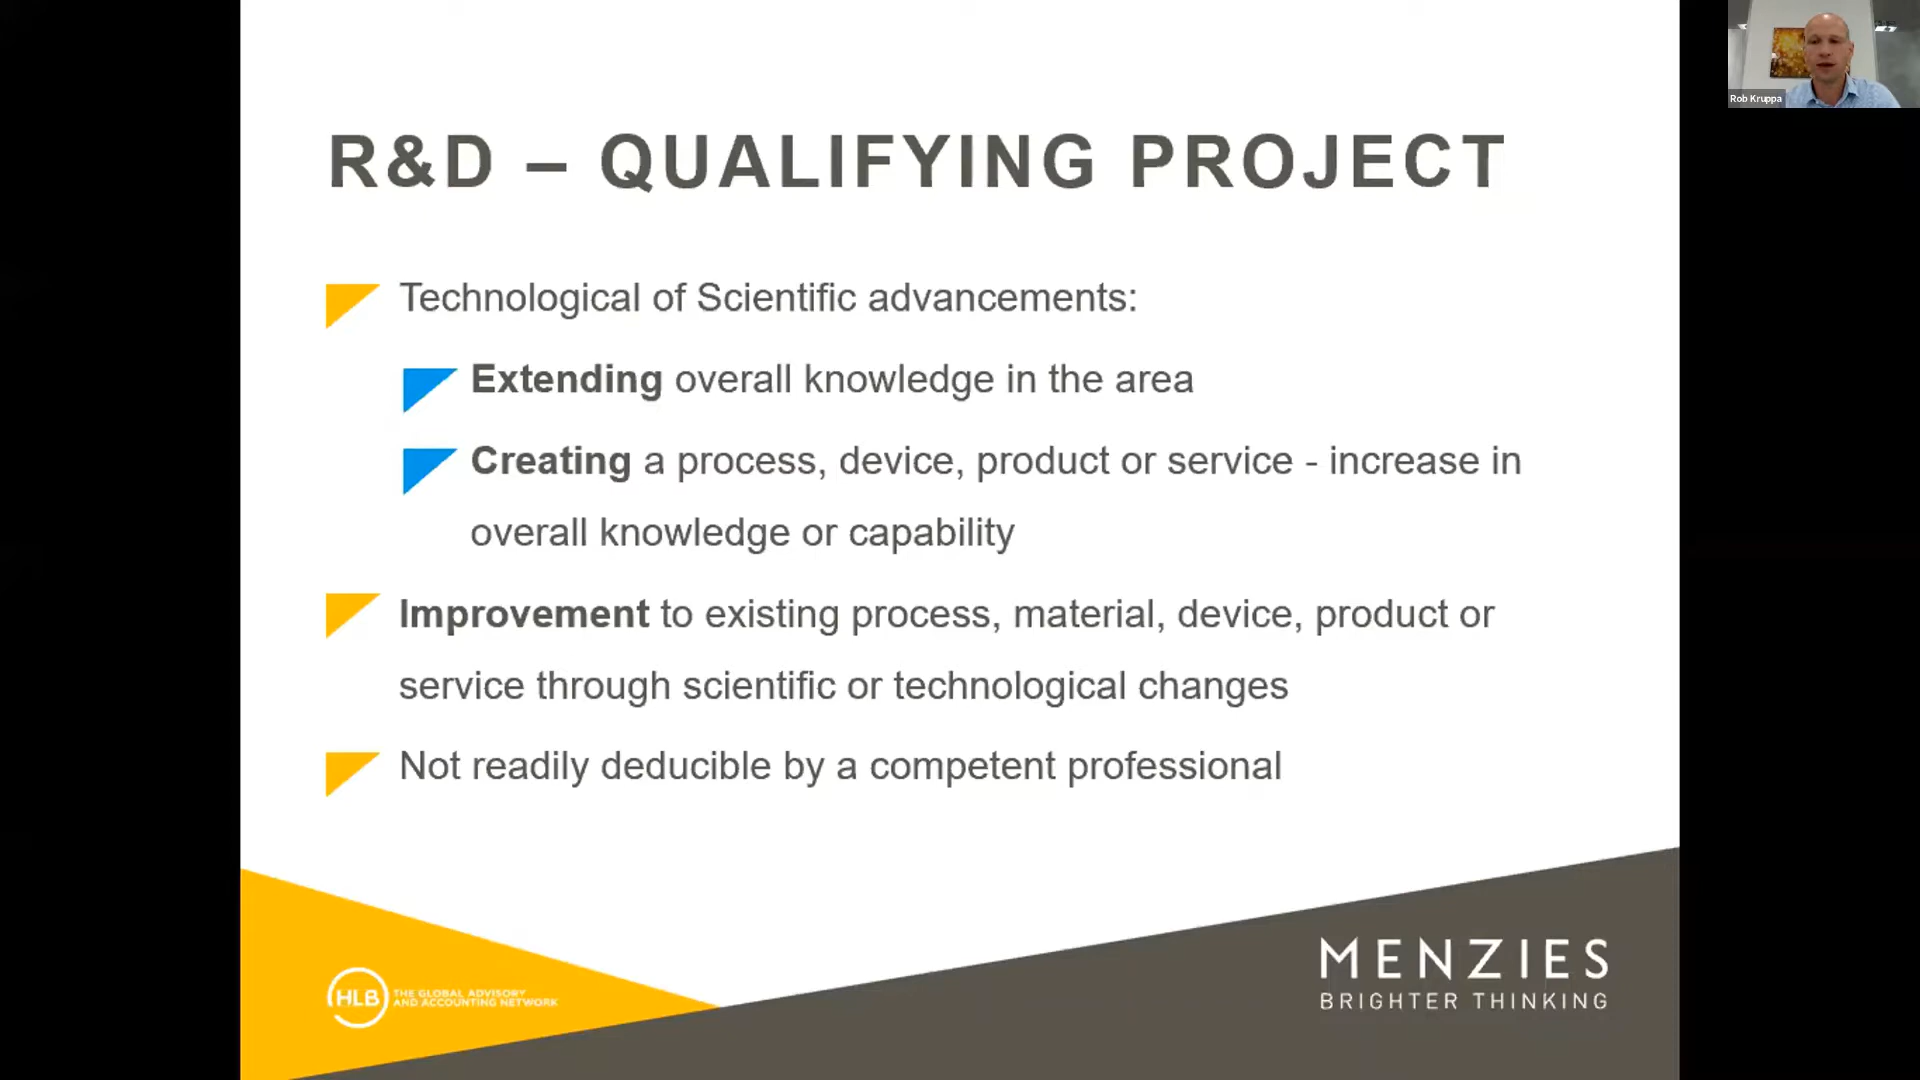 Rob Kruppa
R&D – QUALIFYING PROJECT
Technological of Scientific advancements:
Extending overall knowledge in the area
Creating a process, device, product or service - increase in
overall knowledge or capability
Improvement to existing process, material, device, product or
service through scientific or technological changes
Not readily deducible by a competent professional
HLB
THE GLOBAL ADVISORY
AND ACCOUNTING NETWORK
MENZIES
BRIGHTER THINKING